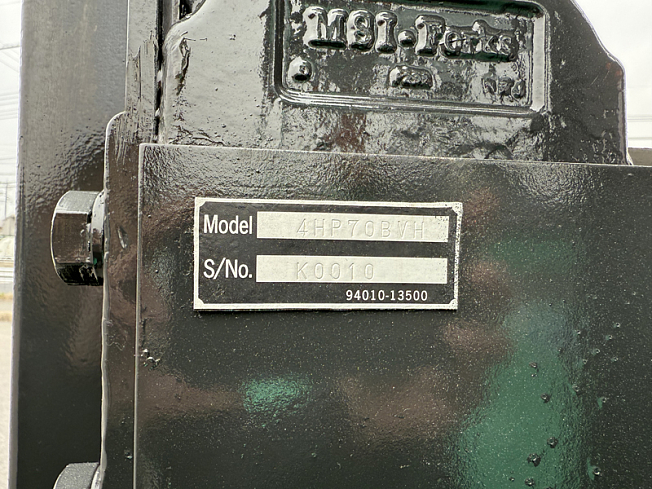 MSI-Forks
Model 4HP70BVH
S/No. K0010
94010-13500